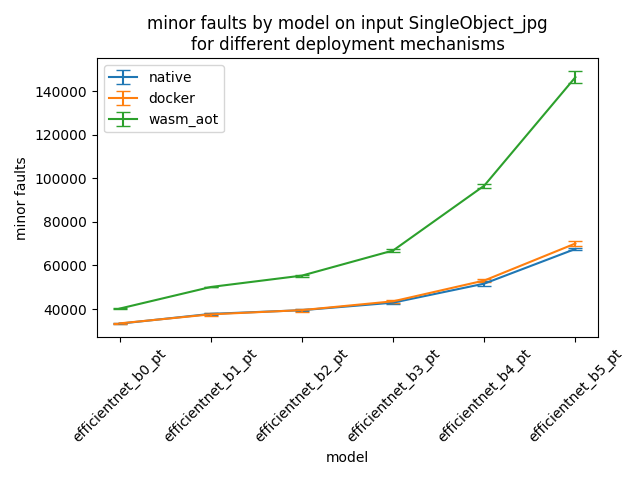 minor faults by model on input SingleObject_jpg
for different deployment mechanisms
native
docker
wasm_aot
minor faults
140000
120000
100000
80000
60000
40000
efficientnet_b0_pt
efficientnet_b1_pt
efficientnet_b2_pt
efficientnet_b3_pt
efficientnet_b4_pt
efficientnet_b5_pt
model